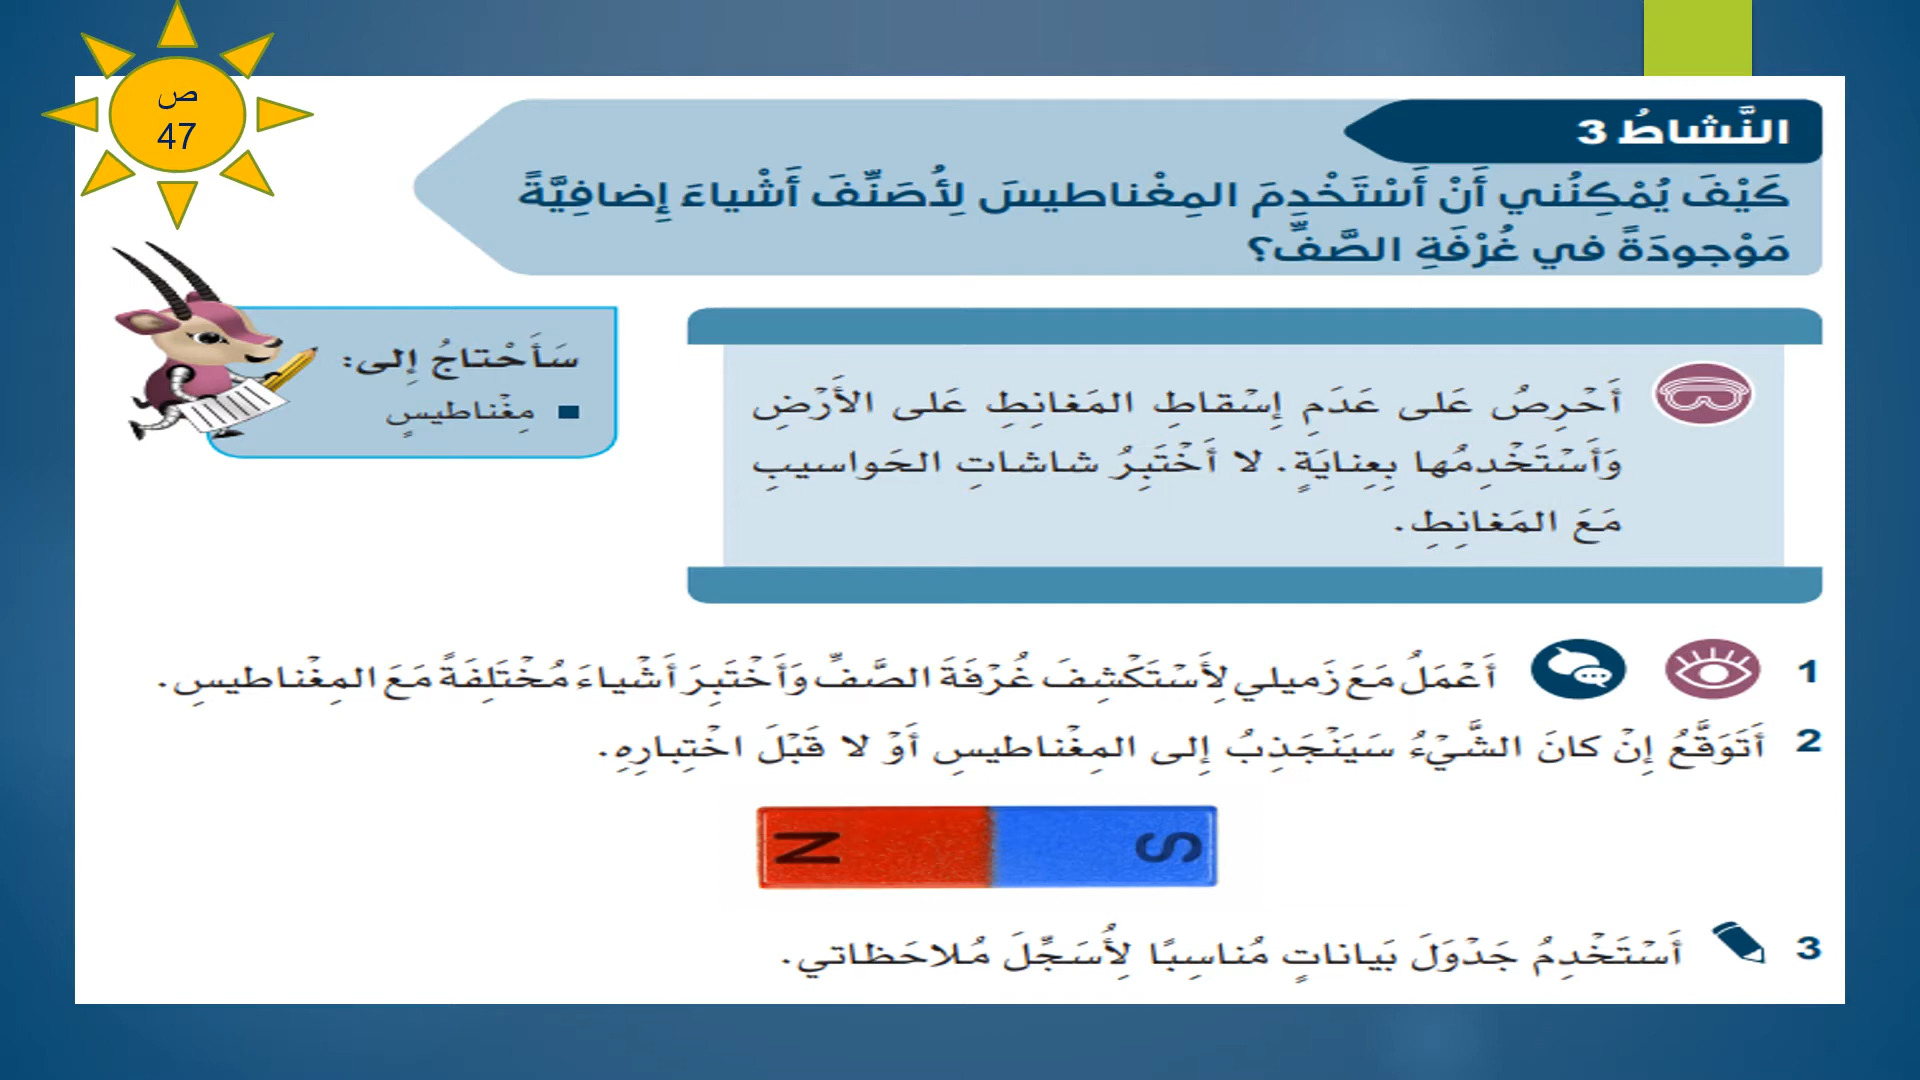 ص
47
النَّشاطُ 3
كَيْفَ يُمْكِنُني أَنْ أَسْتَخْدِمَ المِغْناطيسَ لِأُصَنِّفَ أَشْياءَ إِضافِيَّةً
مَوْجودَةً في غُرْفَةِ الصَّفِّ؟
أَحْرِصُ عَلى عَدَمِ إِسْقاطِ المَغانِطِ عَلى الأَرْضِ
وَأَسْتَخْدِمُها بِعِنايَةٍ. لا أَخْتَبِرُ شاشاتِ الحَواسيبِ
مَعَ المَغانِطِ.
سَأَحْتاجُ إِلى:
■ مِغْناطيسٍ
1 أَعْمَلُ مَعَ زَميلي لِأَسْتَكْشِفَ غُرْفَةَ الصَّفِّ وَأَخْتَبِرَ أَشْياءَ مُخْتَلِفَةً مَعَ المِغْناطيسِ.
2 أَتَوَقَّعُ إِنْ كانَ الشَّيْءُ سَيَنْجَذِبُ إِلى المِغْناطيسِ أَوْ لا قَبْلَ اخْتِبارِهِ.
N S
3 أَسْتَخْدِمُ جَدْوَلَ بَياناتٍ مُناسِبًا لِأُسَجِّلَ مُلاحَظاتي.